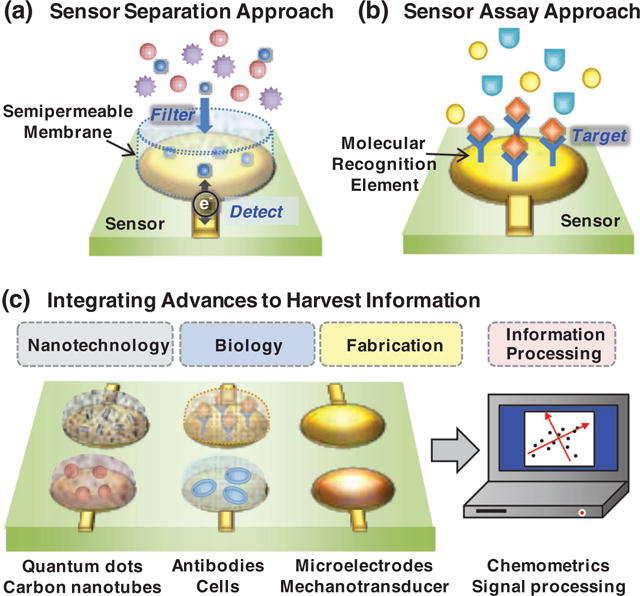 (a) Sensor Separation Approach
Semipermeable
Membrane
Filter
e-
Detect
Sensor
(b) Sensor Assay Approach
Molecular
Recognition
Element
Target
Sensor
(c) Integrating Advances to Harvest Information
Nanotechnology
Biology
Fabrication
Information
Processing
Quantum dots
Carbon nanotubes
Antibodies
Cells
Microelectrodes
Mechanotransducer
Chemometrics
Signal processing